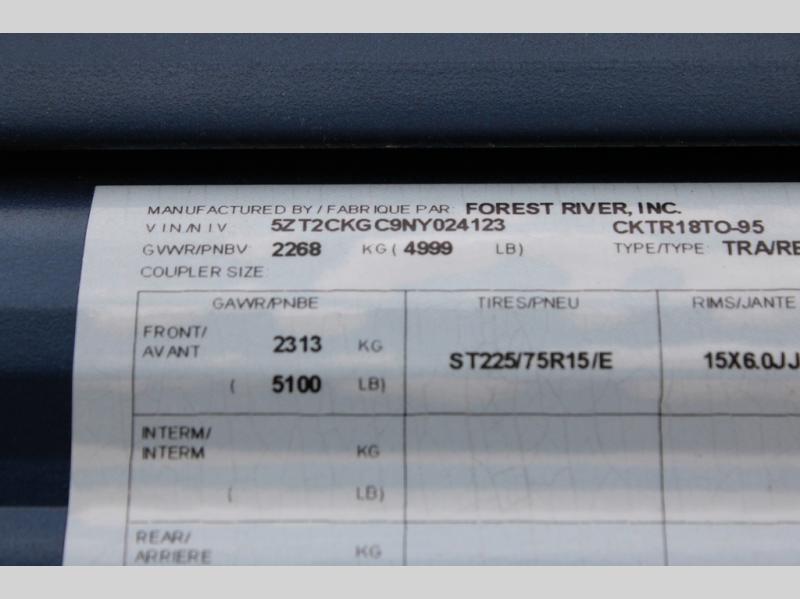 MANUFACTURED BY / FABRIQUE PAR: FOREST RIVER, INC.
VIN/NIV 5ZT2CKGC9NY024123 CKTR18TO-95
GVWR/PNBV 2268 KG ( 4999 LB) TYPE/TYPE: TRA/RE
COUPLER SIZE:
GAWR/PNBE TIRES/PNEU RIMS/JANTE
FRONT/
AVANT 2313 KG ST225/75R15/E 15X6.0JJ
( 5100 LB)
INTERM/
INTERM KG
( LB)
REAR/
ARRIERE KG